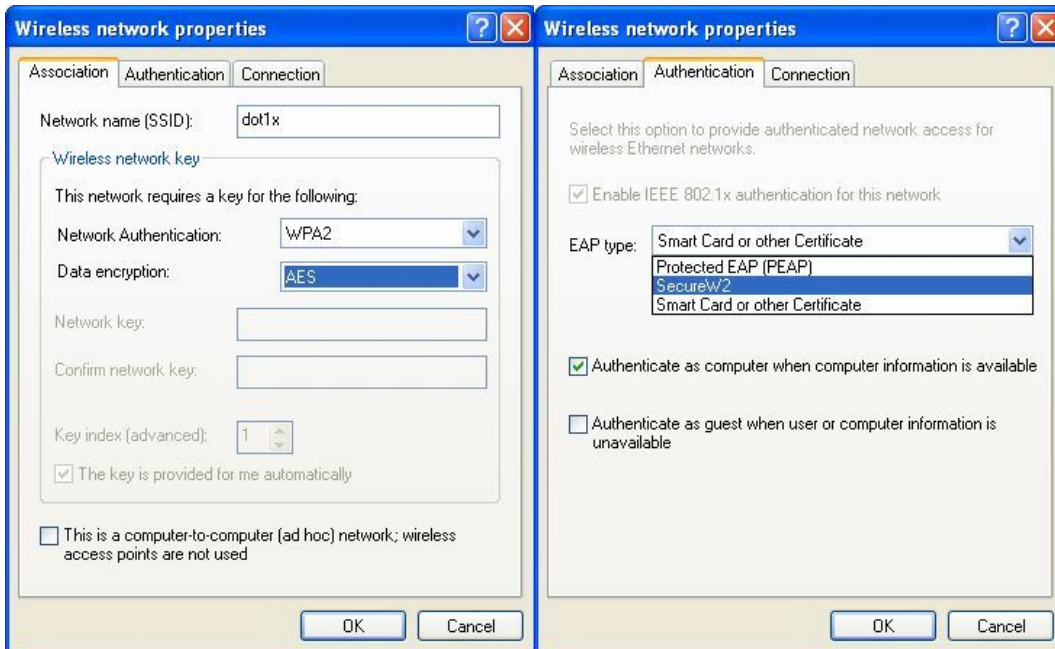 Wireless network properties
Association Authentication Connection
Network name (SSID): dot1x
Wireless network key
This network requires a key for the following:
Network Authentication: WPA2
Data encryption: AES
Network key:
Confirm network key:
Key index (advanced): 1
The key is provided for me automatically
This is a computer-to-computer (ad hoc) network; wireless
access points are not used
OK Cancel
Wireless network properties
Association Authentication Connection
Select this option to provide authenticated network access for
wireless Ethernet networks.
Enable IEEE 802.1x authentication for this network
EAP type: Smart Card or other Certificate
Protected EAP (PEAP)
SecureW2
Smart Card or other Certificate
Authenticate as computer when computer information is available
Authenticate as guest when user or computer information is
unavailable
OK Cancel